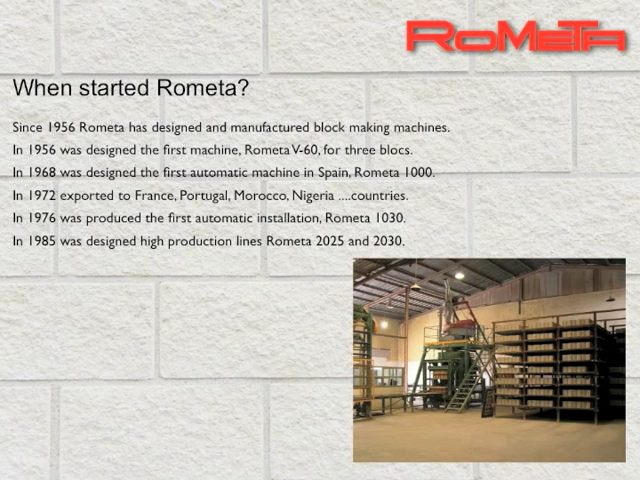 RoMeTa
When started Rometa?
Since 1956 Rometa has designed and manufactured block making machines.
In 1956 was designed the first machine, Rometa V-60, for three blocs.
In 1968 was designed the first automatic machine in Spain, Rometa 1000.
In 1972 exported to France, Portugal, Morocco, Nigeria ....countries.
In 1976 was produced the first automatic installation, Rometa 1030.
In 1985 was designed high production lines Rometa 2025 and 2030.